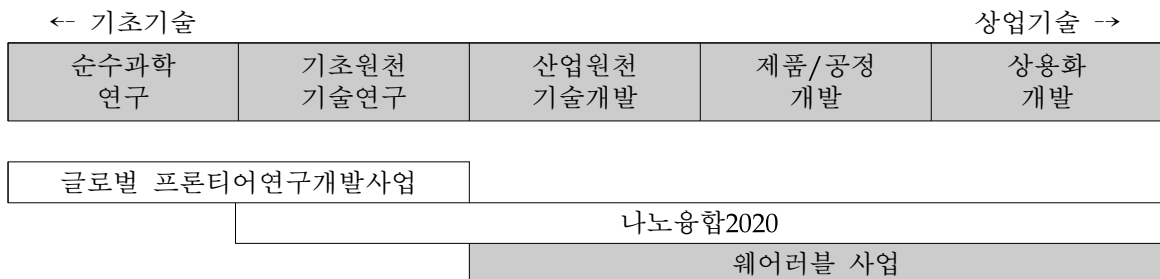 ←- 기초기술 상업기술 -→
순수과학 기초원천 산업원천 제품/공정 상용화
연구 기술연구 기술개발 개발 개발
글로벌 프론티어연구개발사업
나노융합2020
웨어러블 사업